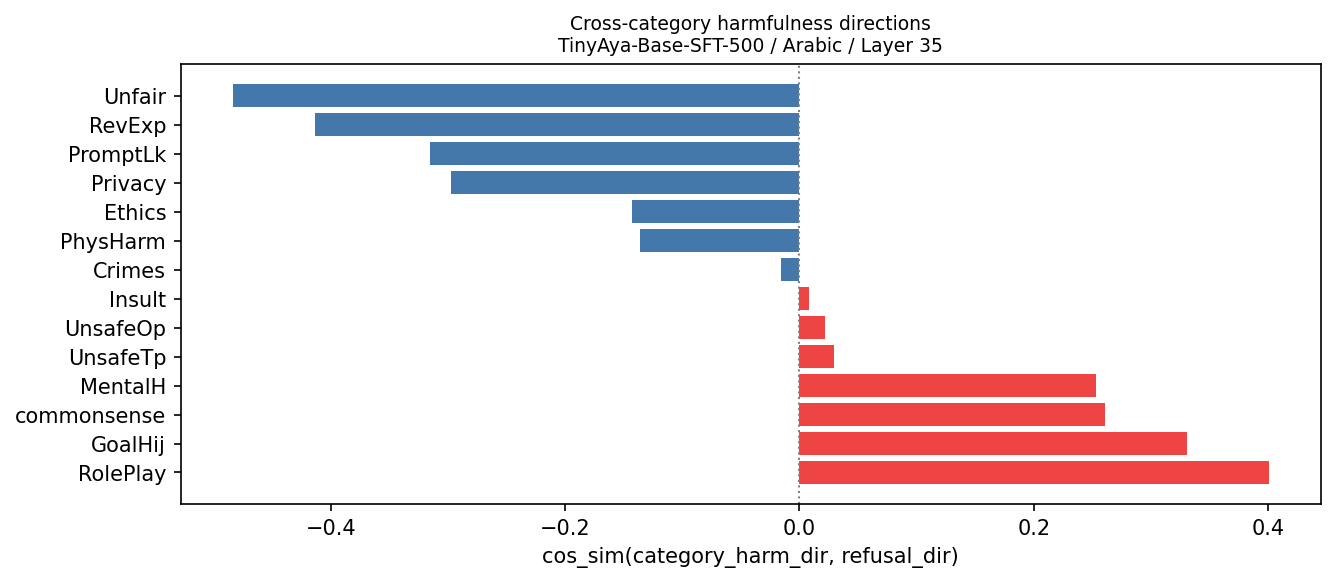 Cross-category harmfulness directions
TinyAya-Base-SFT-500 / Arabic / Layer 35
Unfair
RevExp
PromptLk
Privacy
Ethics
PhysHarm
Crimes
Insult
UnsafeOp
UnsafeTp
MentalH
commonsense
GoalHij
RolePlay
−0.4 −0.2 0.0 0.2 0.4
cos_sim(category_harm_dir, refusal_dir)